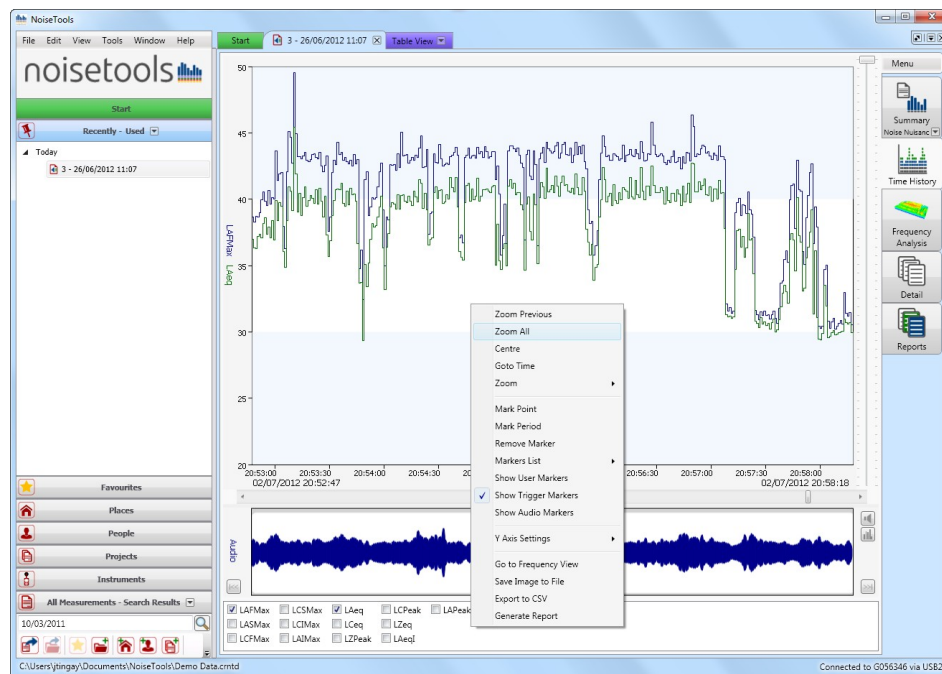 NoiseTools
File Edit View Tools Window Help
noisetools
Start
Recently - Used
Today
3 - 26/06/2012 11:07
Favourites
Places
People
Projects
Instruments
All Measurements - Search Results
10/03/2011
Start
3 - 26/06/2012 11:07
Table View
50
45
40
35
30
25
20
LAFMax LAeq
20:53:00 20:53:30 20:54:00 20:54:30 20:56:30 20:57:00 20:57:30 20:58:00
02/07/2012 20:52:47
02/07/2012 20:58:18
Zoom Previous
Zoom All
Centre
Goto Time
Zoom
Mark Point
Mark Period
Remove Marker
Markers List
Show User Markers
Show Trigger Markers
Show Audio Markers
Y Axis Settings
Go to Frequency View
Save Image to File
Export to CSV
Generate Report
Audio
LAFMax LCSMax LAeq LCPeak LAPeak
LASMax LCIMax LCeq LZeq
LCFMax LAIMax LZPeak LAeqI
Menu
Summary
Noise Nuisanc
Time History
Frequency
Analysis
Detail
Reports
C:\Users\jtingay\Documents\NoiseTools\Demo Data.cmtd
Connected to G056346 via USB2